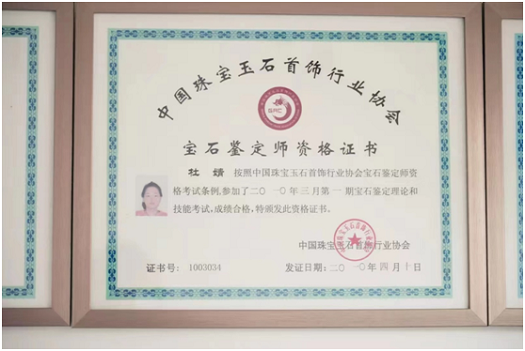 中国珠宝玉石首饰行业协会
宝石鉴定师资格证书
杜婧 按照中国珠宝玉石首饰行业协会宝石鉴定师资
格考试条例,参加了二〇一〇年三月第一期宝石鉴定理论和
技能考试,成绩合格,特颁发此资格证书。
中国珠宝玉石首饰行业协会
证书号: 1003034 发证日期:二〇一〇年四月十日